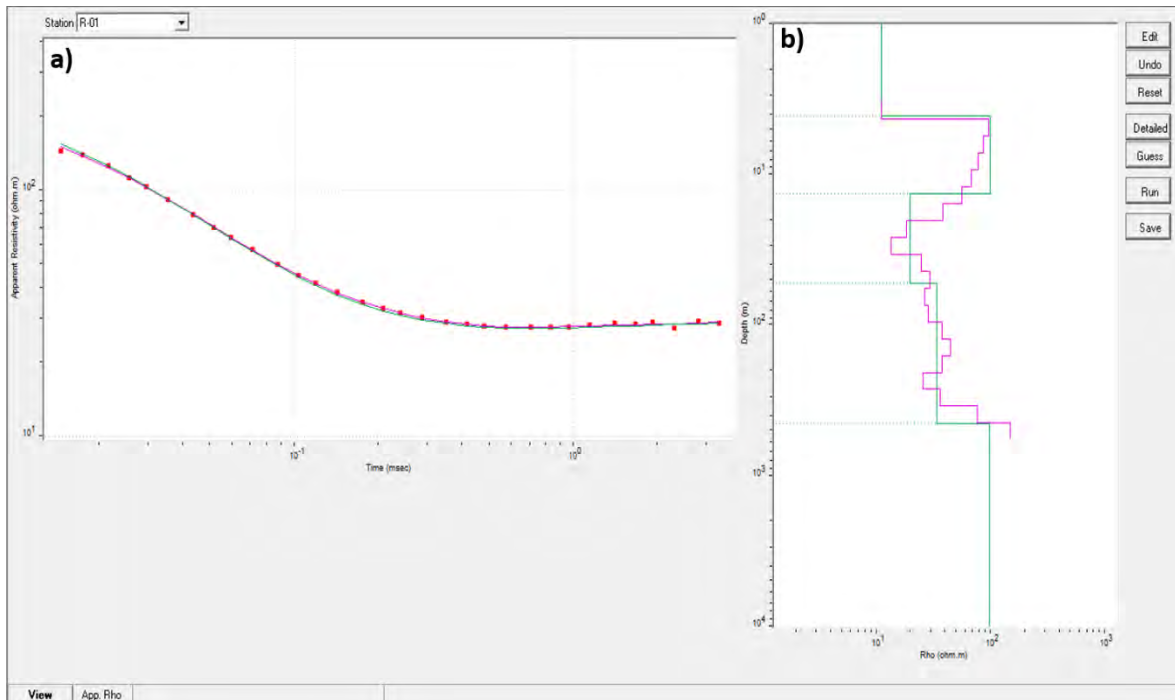 Station R-01
a)
10²
10¹
Apparent Resistivity (ohm.m)
10⁻¹
10⁰
Time (msec)
b)
10⁰
10¹
10²
10³
10⁴
Depth (m)
10¹
10²
10³
Rho (ohm.m)
Edit
Undo
Reset
Detailed
Guess
Run
Save
View App. Rho